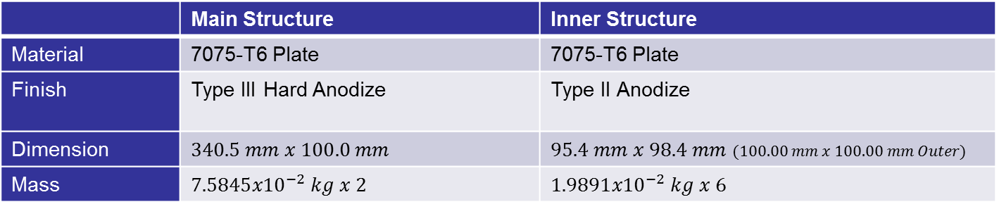 Main Structure Inner Structure
Material 7075-T6 Plate 7075-T6 Plate
Finish Type III Hard Anodize Type II Anodize
Dimension 340.5 mm x 100.0 mm 95.4 mm x 98.4 mm (100.00 mm x 100.00 mm Outer)
Mass 7.5845x10⁻² kg x 2 1.9891x10⁻² kg x 6